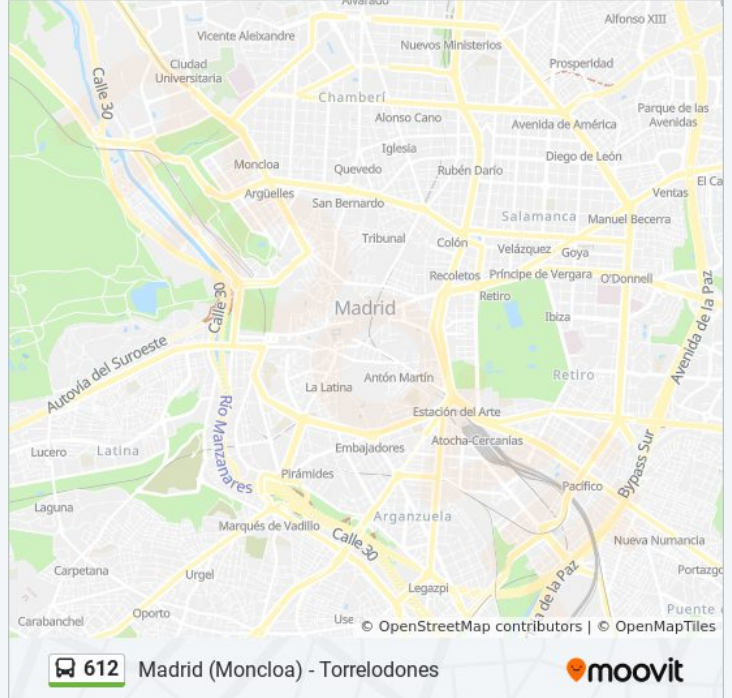 Alvarado
Alfonso XIII
Vicente Aleixandre
Nuevos Ministerios
Ciudad
Universitaria
Prosperidad
Calle 30
Chamberí
Parque de las
Avenidas
Alonso Cano
Avenida de América
Iglesia
Diego de León
Moncloa
Quevedo
Rubén Darío
El Ca
Argüelles
Ventas
San Bernardo
Salamanca
Manuel Becerra
Tribunal
Colón
Velázquez
Goya
Recoletos
Príncipe de Vergara
O'Donnell
Calle 30
Retiro
Madrid
Ibiza
Avenida de la Paz
Autovía del Suroeste
Antón Martín
Retiro
La Latina
Estación del Arte
Río Manzanares
Atocha-Cercanías
Lucero
Latina
Embajadores
Bypass Sur
Pirámides
Pacífico
Laguna
Arganzuela
Marqués de Vadillo
Calle 30
Nueva Numancia
Carpetana
Urgel
Portazgo
Legazpi
a de la Paz
Oporto
Puente
Carabanchel
Use
© OpenStreetMap contributors | © OpenMapTiles
612 Madrid (Moncloa) - Torrelodones
moovit